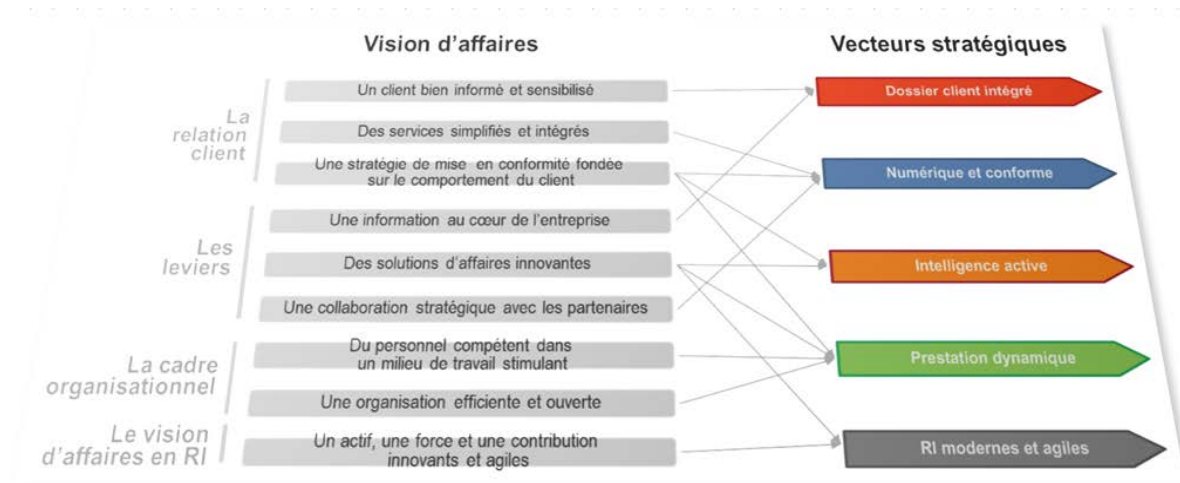 Vision d'affaires
Vecteurs stratégiques
La
relation
client
Un client bien informé et sensibilisé
Des services simplifiés et intégrés
Une stratégie de mise en conformité fondée
sur le comportement du client
Les
leviers
Une information au cœur de l'entreprise
Des solutions d'affaires innovantes
Une collaboration stratégique avec les partenaires
La cadre
organisationnel
Du personnel compétent dans
un milieu de travail stimulant
Une organisation efficiente et ouverte
Le vision
d'affaires en RI
Un actif, une force et une contribution
innovants et agiles
Dossier client intégré
Numérique et conforme
Intelligence active
Prestation dynamique
RI modernes et agiles